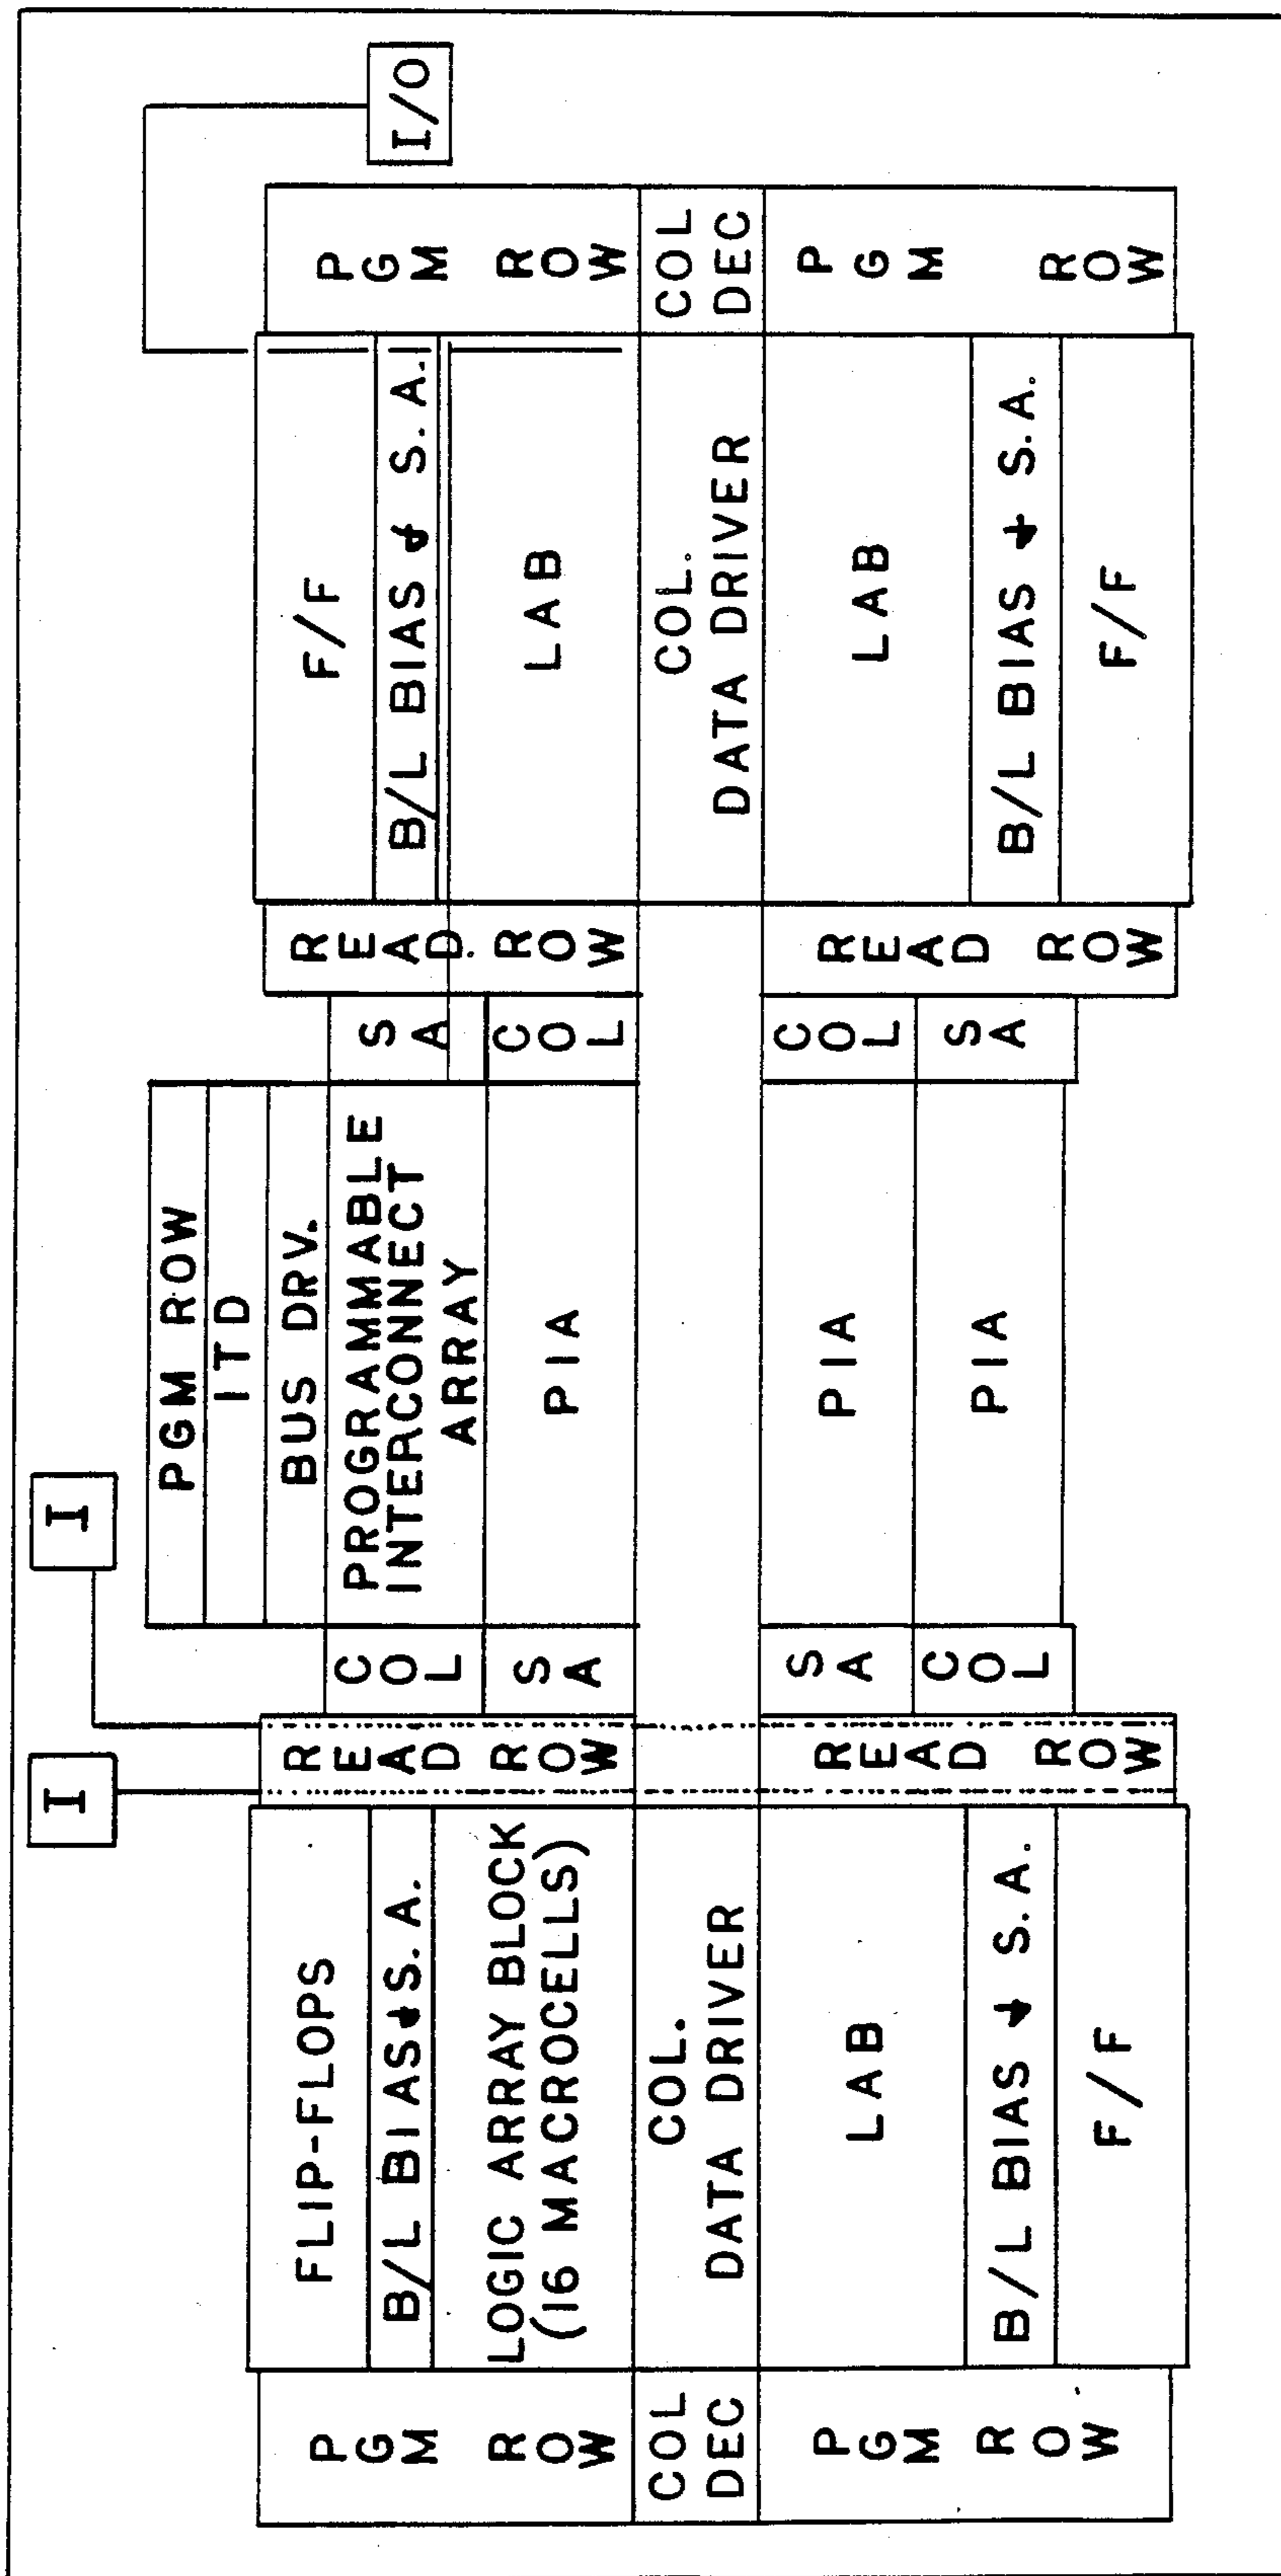 I
I
I/O
PGM ROW
ITD
BUS DRV.
PROGRAMMABLE
INTERCONNECT
ARRAY
PIA
PIA
PIA
PGM ROW
COL
DEC
PGM ROW
FLIP-FLOPS
B/L BIAS & S.A.
LOGIC ARRAY BLOCK
(16 MACROCELLS)
COL.
DATA DRIVER
LAB
B/L BIAS & S.A.
F/F
READ ROW
READ ROW
COL
SA
SA
COL
SA
COL
COL
SA
READ ROW
READ ROW
F/F
B/L BIAS & S.A.
LAB
COL.
DATA DRIVER
LAB
B/L BIAS & S.A.
F/F
PGM ROW
COL
DEC
PGM ROW